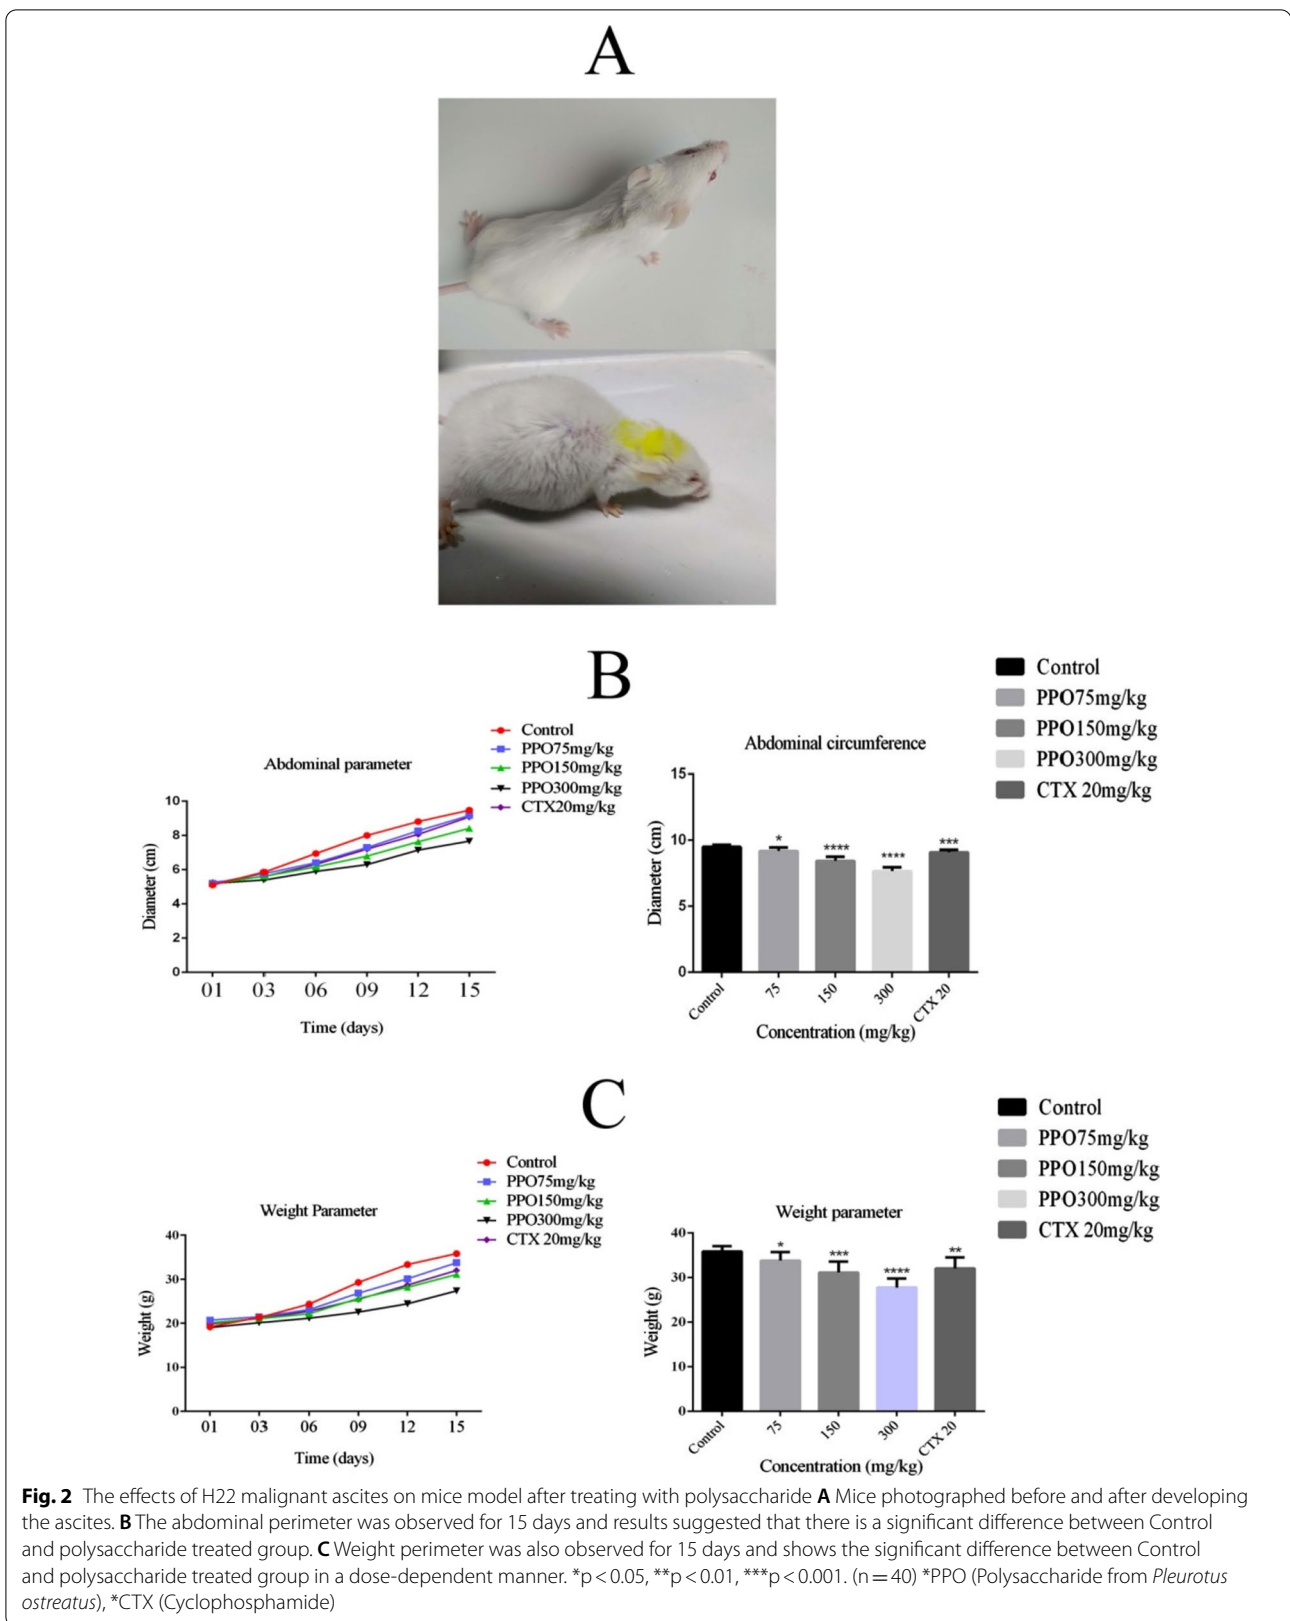 A
B
Abdominal parameter
Control
PPO75mg/kg
PPO150mg/kg
PPO300mg/kg
CTX20mg/kg
Diameter (cm)
10
8
6
4
2
0
01 03 06 09 12 15
Time (days)
Abdominal circumference
Control
PPO75mg/kg
PPO150mg/kg
PPO300mg/kg
CTX 20mg/kg
Diameter (cm)
15
10
5
0
* **** **** ***
Control 75 150 300 CTX 20
Concentration (mg/kg)
C
Weight Parameter
Control
PPO75mg/kg
PPO150mg/kg
PPO300mg/kg
CTX 20mg/kg
Weight (g)
40
30
20
10
0
01 03 06 09 12 15
Time (days)
Weight parameter
Control
PPO75mg/kg
PPO150mg/kg
PPO300mg/kg
CTX 20mg/kg
Weight (g)
40
30
20
10
0
* *** **** **
Control 75 150 300 CTX 20
Concentration (mg/kg)
Fig. 2 The effects of H22 malignant ascites on mice model after treating with polysaccharide A Mice photographed before and after developing
the ascites. B The abdominal perimeter was observed for 15 days and results suggested that there is a significant difference between Control
and polysaccharide treated group. C Weight perimeter was also observed for 15 days and shows the significant difference between Control
and polysaccharide treated group in a dose-dependent manner. *p < 0.05, **p < 0.01, ***p < 0.001. (n = 40) *PPO (Polysaccharide from Pleurotus
ostreatus), *CTX (Cyclophosphamide)